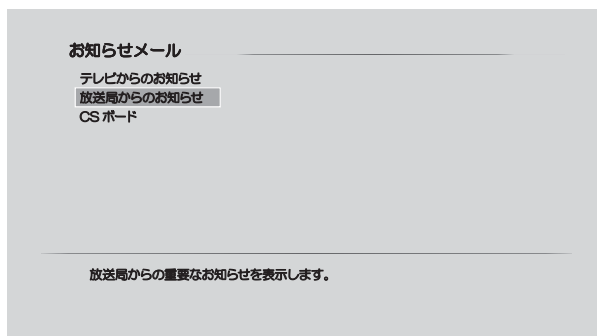 お知らせメール
テレビからのお知らせ
放送局からのお知らせ
CS ボード
放送局からの重要なお知らせを表示します。